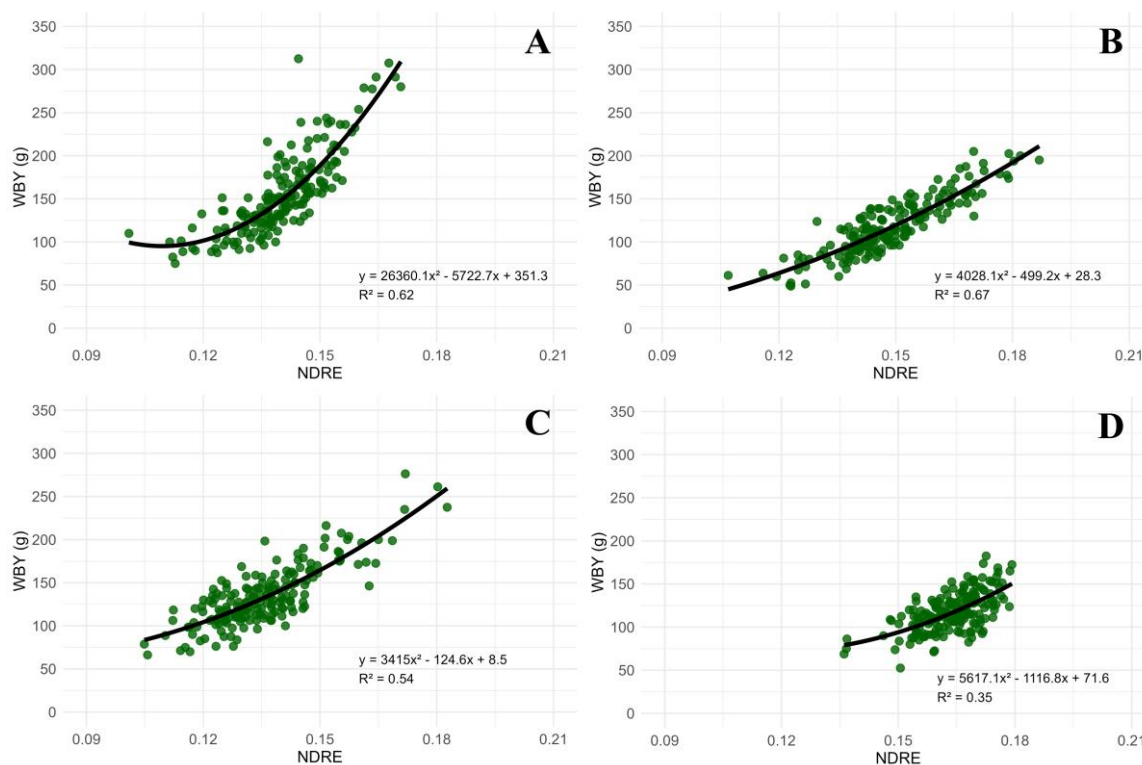 A
350
300
250
200
150
100
50
0
WBY (g)
y = 26360.1x² - 5722.7x + 351.3
R² = 0.62
0.09 0.12 0.15 0.18 0.21
NDRE
B
350
300
250
200
150
100
50
0
WBY (g)
y = 4028.1x² - 499.2x + 28.3
R² = 0.67
0.09 0.12 0.15 0.18 0.21
NDRE
C
350
300
250
200
150
100
50
0
WBY (g)
y = 3415x² - 124.6x + 8.5
R² = 0.54
0.09 0.12 0.15 0.18 0.21
NDRE
D
350
300
250
200
150
100
50
0
WBY (g)
y = 5617.1x² - 1116.8x + 71.6
R² = 0.35
0.09 0.12 0.15 0.18 0.21
NDRE